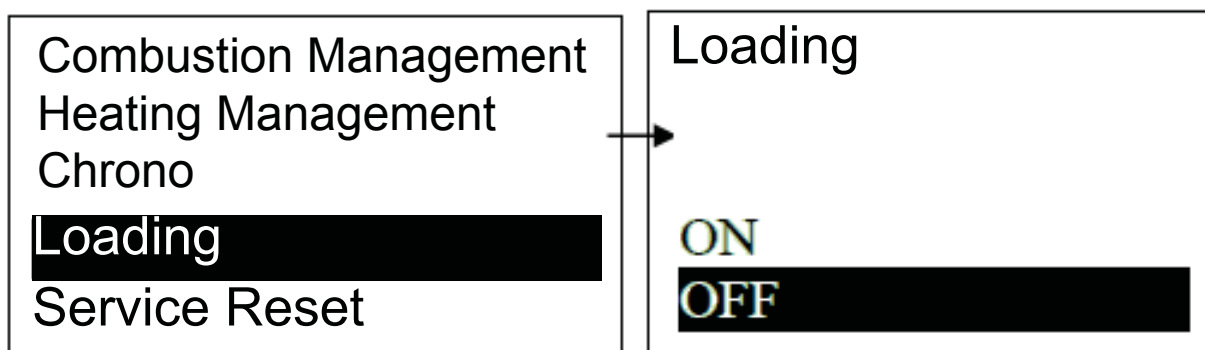 Combustion Management
Heating Management
Chrono
Loading
Service Reset
Loading
ON
OFF